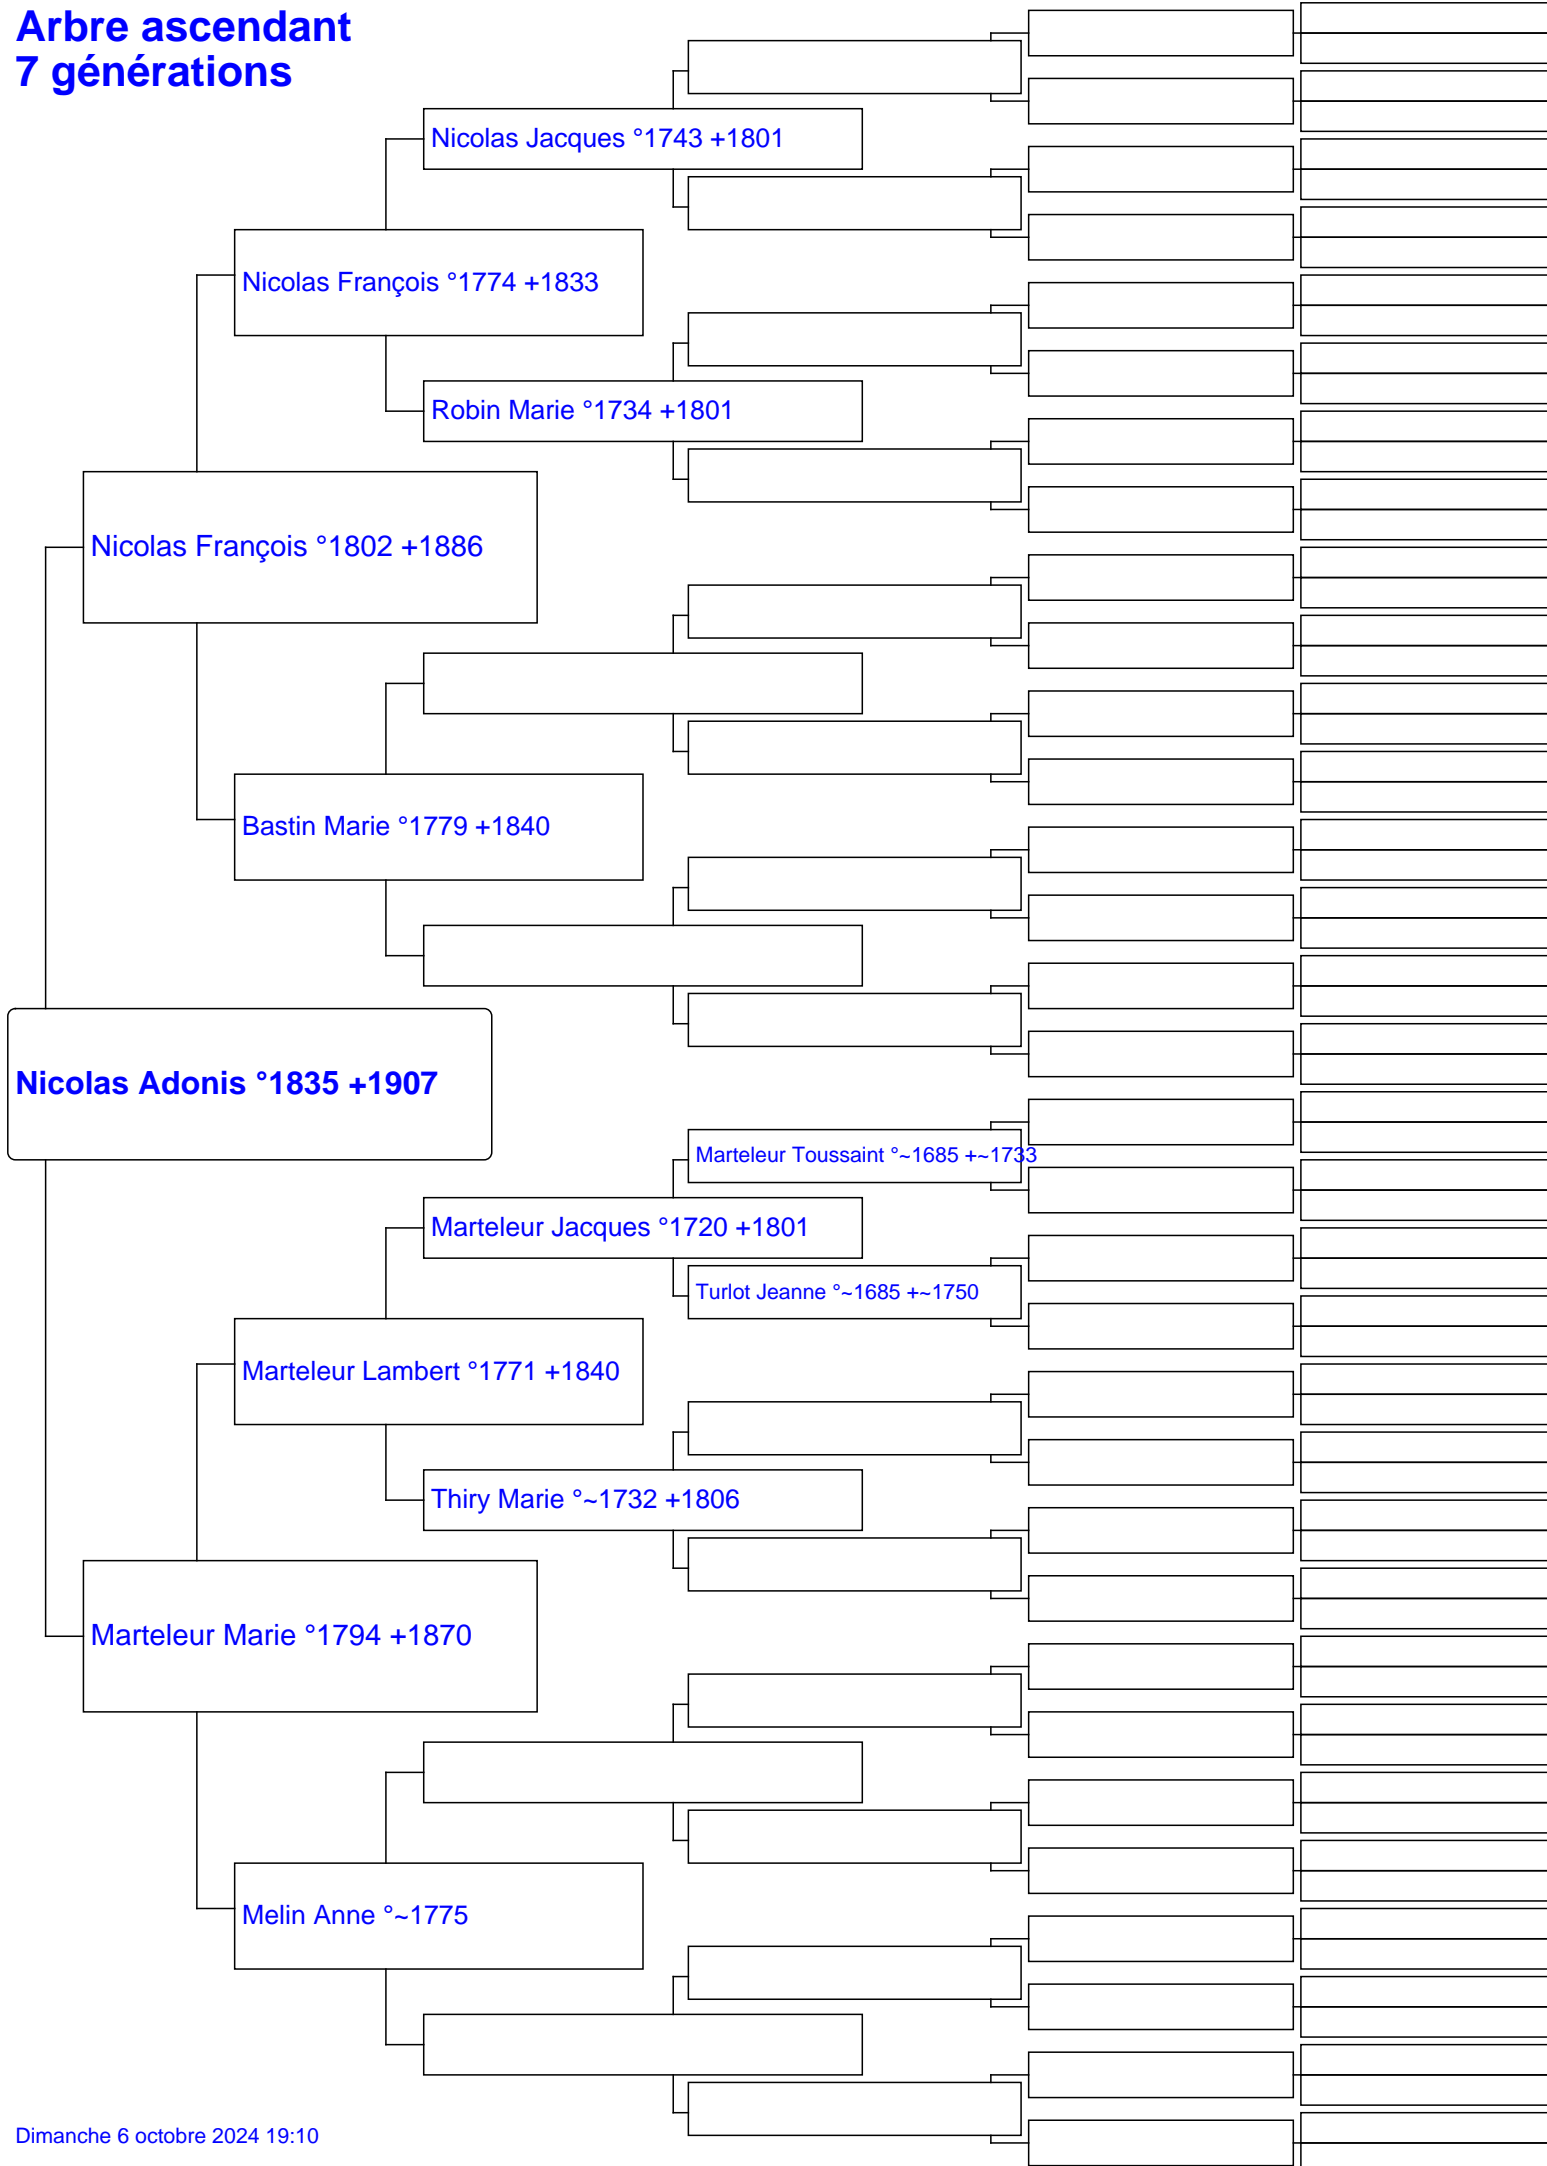 Arbre ascendant
7 générations
Nicolas Jacques °1743 +1801
Nicolas François °1774 +1833
Robin Marie °1734 +1801
Nicolas François °1802 +1886
Bastin Marie °1779 +1840
Nicolas Adonis °1835 +1907
Marteleur Toussaint °~1685 +~1733
Marteleur Jacques °1720 +1801
Turlot Jeanne °~1685 +~1750
Marteleur Lambert °1771 +1840
Thiry Marie °~1732 +1806
Marteleur Marie °1794 +1870
Melin Anne °~1775
Dimanche 6 octobre 2024 19:10